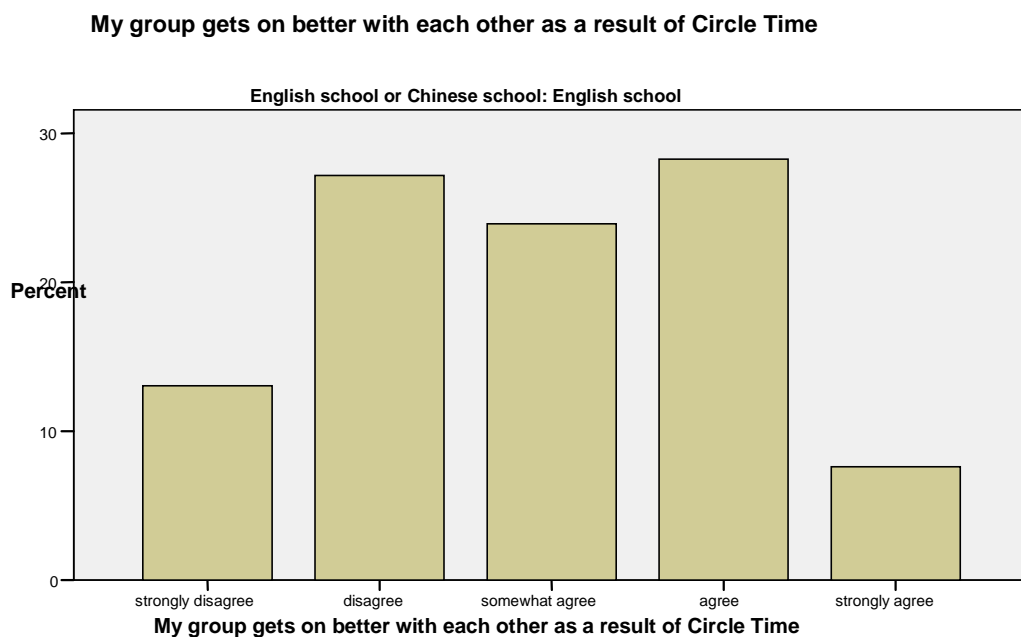 My group gets on better with each other as a result of Circle Time
English school or Chinese school: English school
30
20
Percent
10
0
strongly disagree disagree somewhat agree agree strongly agree
My group gets on better with each other as a result of Circle Time